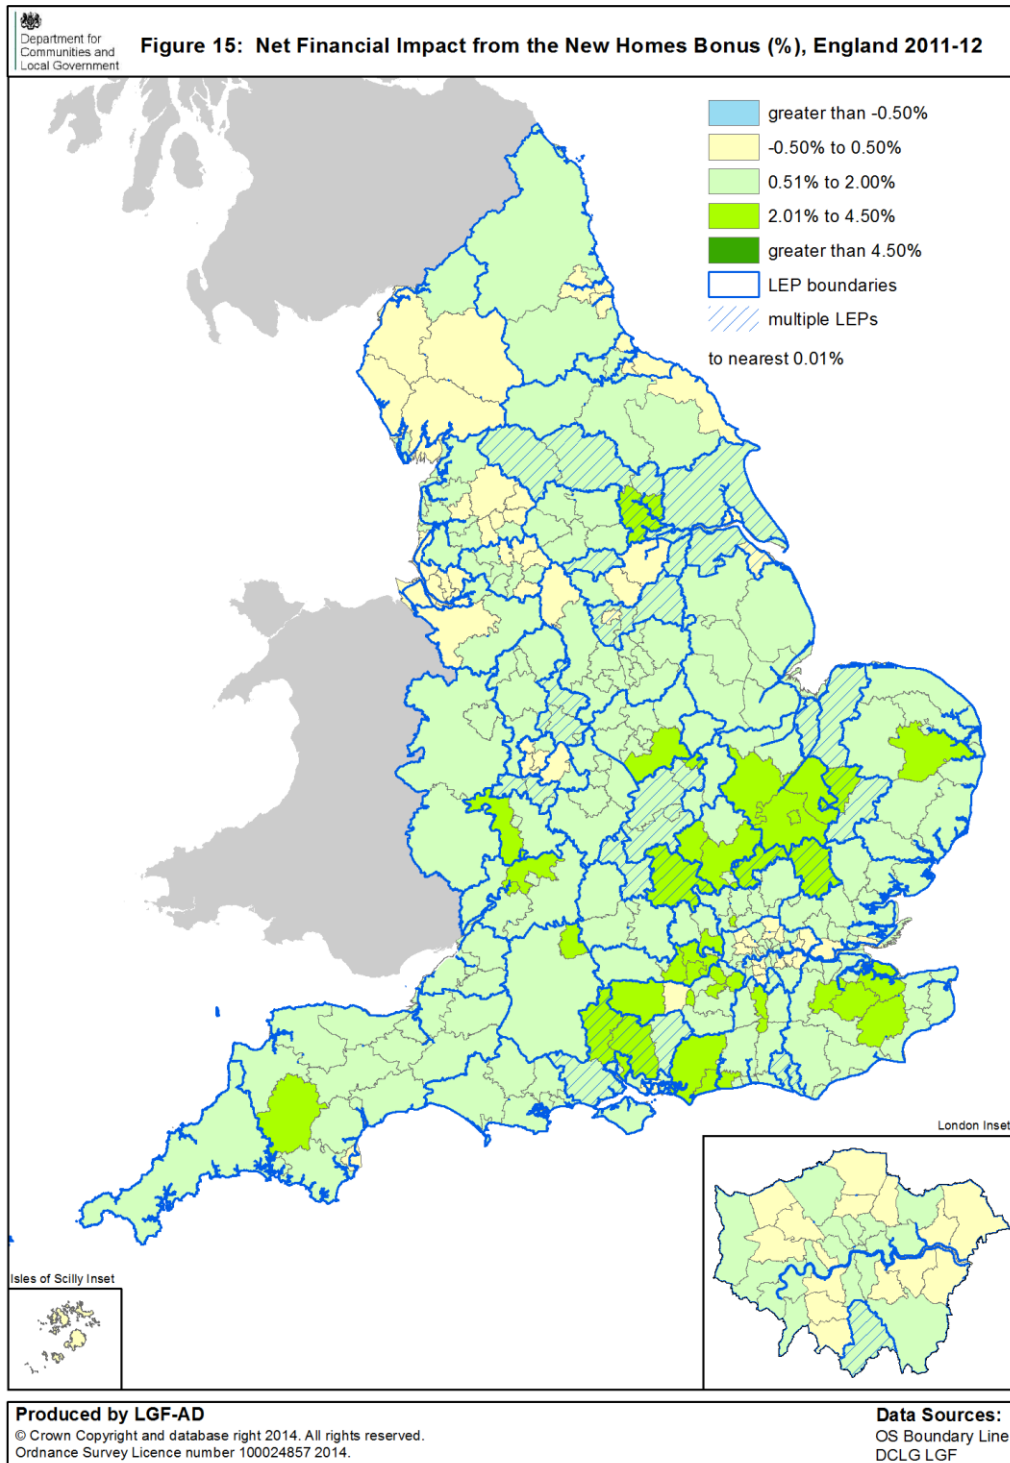 Department for
Communities and
Local Government
Figure 15: Net Financial Impact from the New Homes Bonus (%), England 2011-12
greater than -0.50%
-0.50% to 0.50%
0.51% to 2.00%
2.01% to 4.50%
greater than 4.50%
LEP boundaries
multiple LEPs
to nearest 0.01%
London Inset
Isles of Scilly Inset
Produced by LGF-AD
© Crown Copyright and database right 2014. All rights reserved.
Ordnance Survey Licence number 100024857 2014.
Data Sources:
OS Boundary Line
DCLG LGF